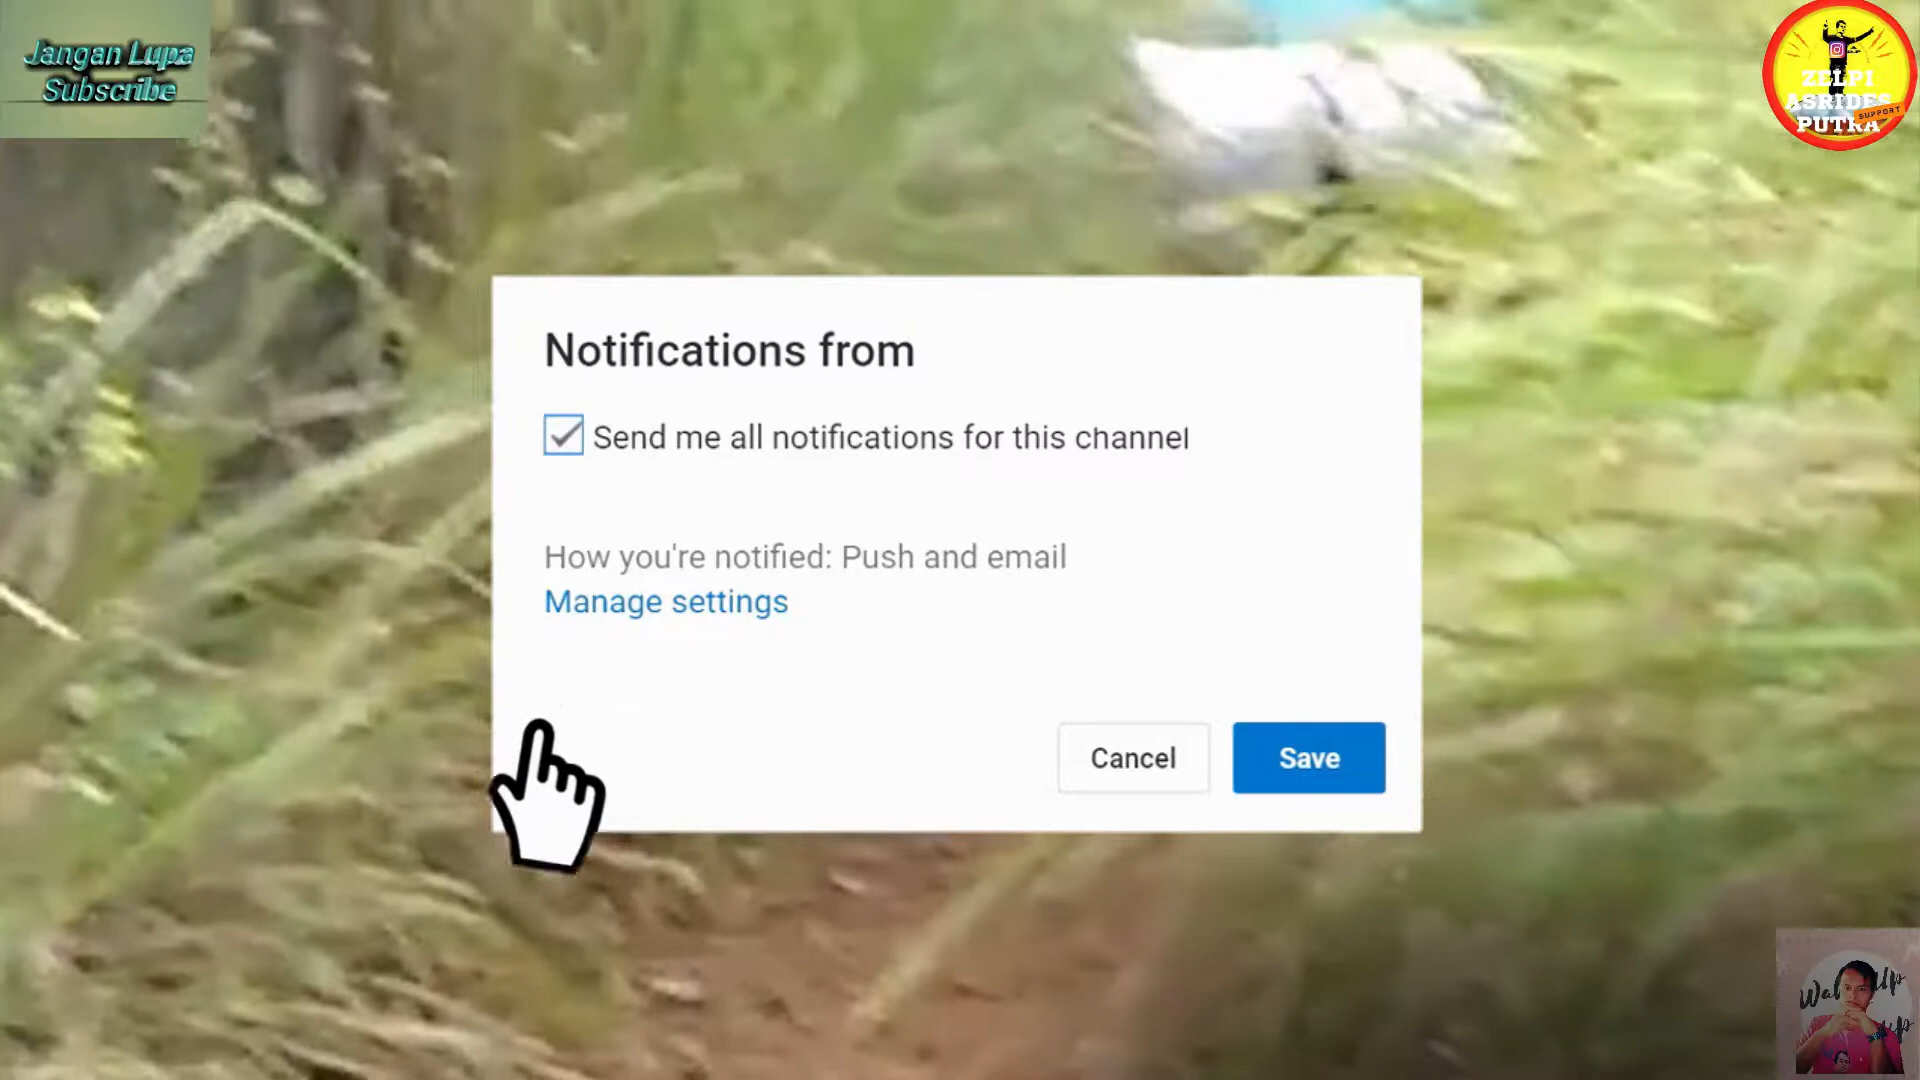 Jangan Lupa
Subscribe
ZELPI
ASRIDES
SUPPORT
PUTRA
Notifications from
Send me all notifications for this channel
How you're notified: Push and email
Manage settings
Cancel
Save